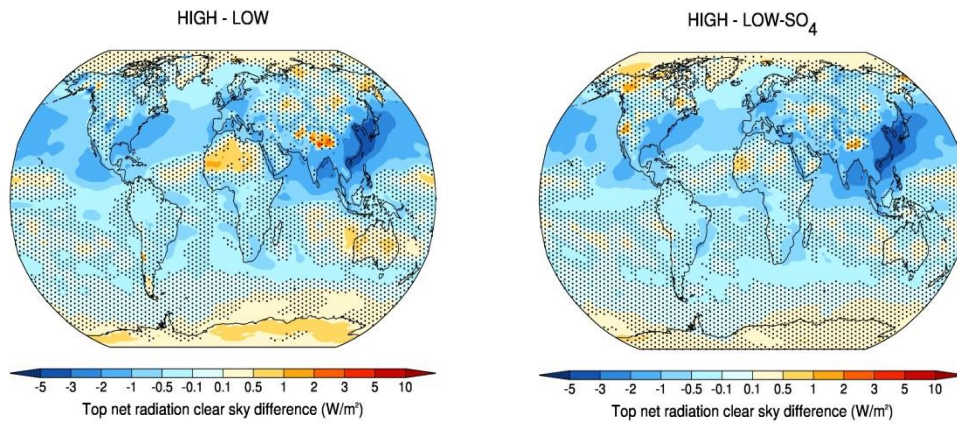 HIGH - LOW
HIGH - LOW-SO₄
-5 -3 -2 -1 -0.5 -0.1 0.1 0.5 1 2 3 5 10
Top net radiation clear sky difference (W/m²)
-5 -3 -2 -1 -0.5 -0.1 0.1 0.5 1 2 3 5 10
Top net radiation clear sky difference (W/m²)